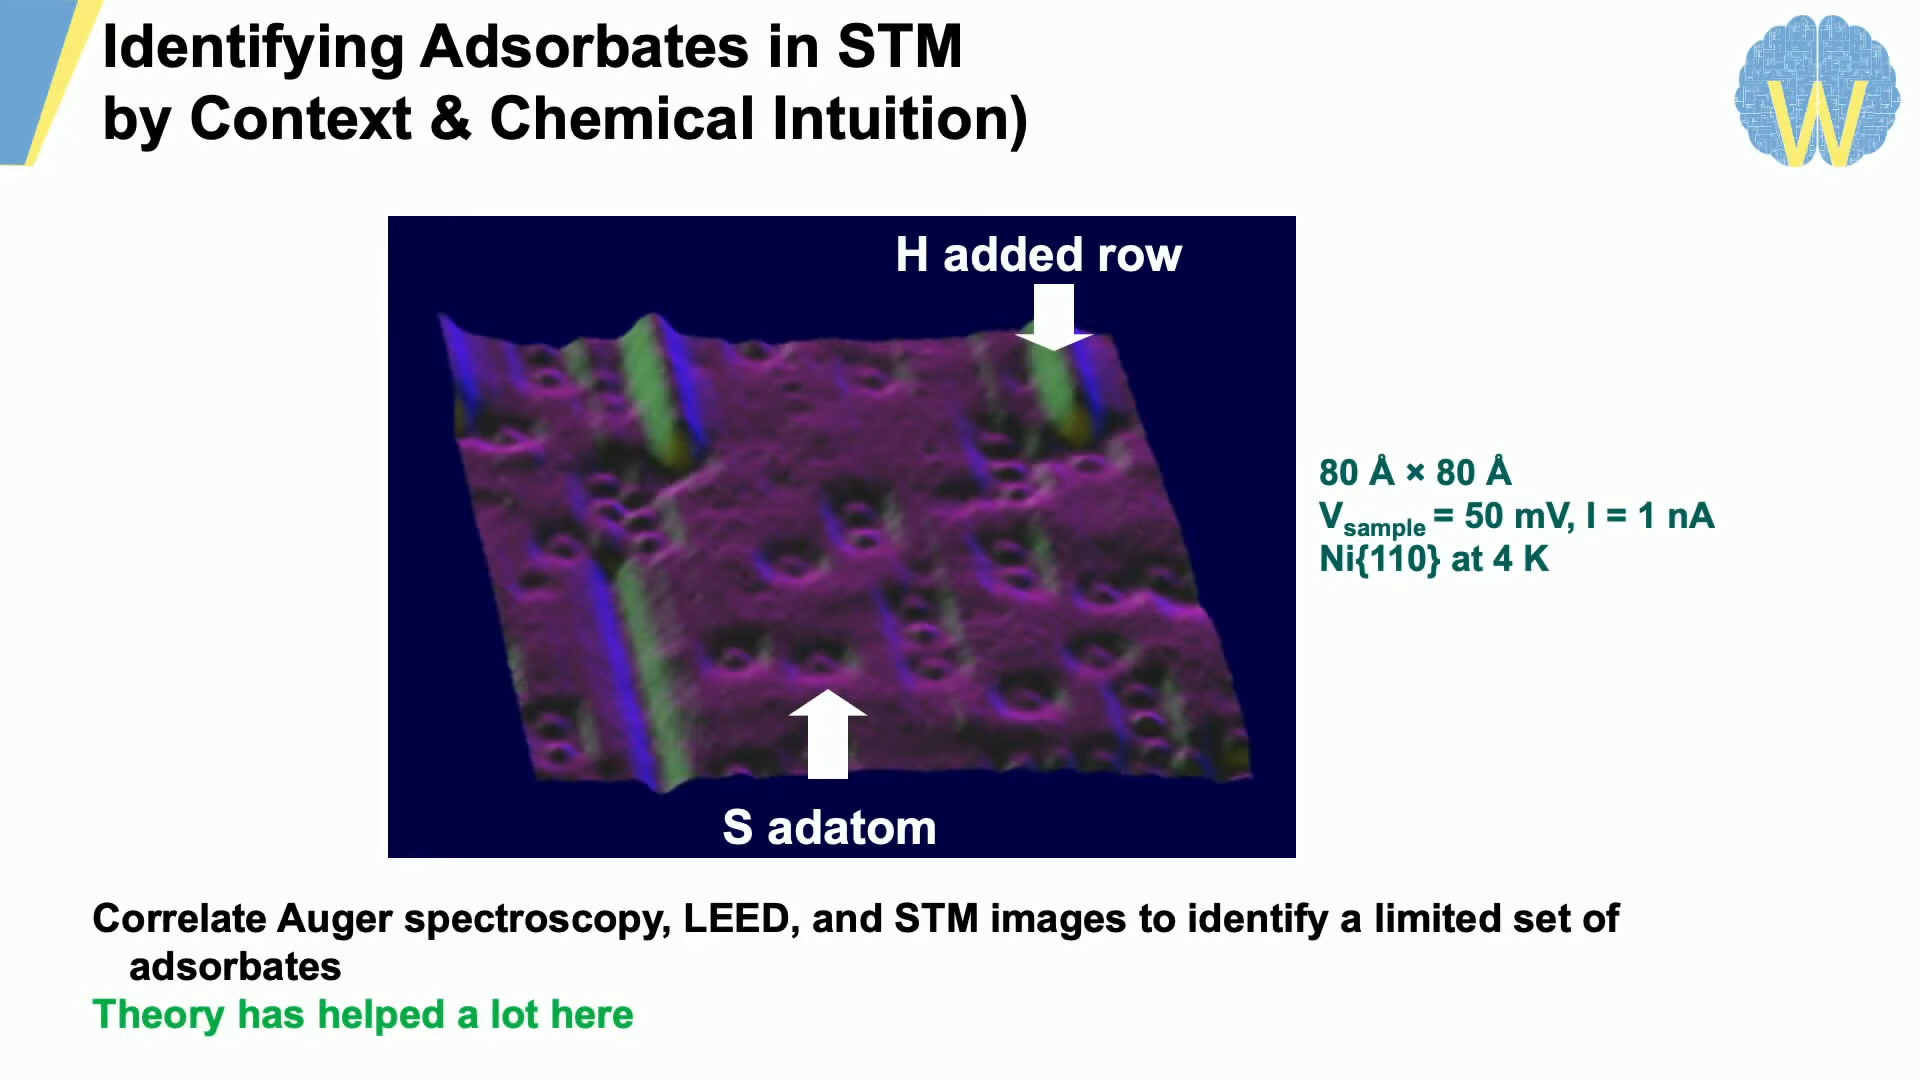 Identifying Adsorbates in STM
by Context & Chemical Intuition)
W
H added row
80 Å × 80 Å
Vsample = 50 mV, I = 1 nA
Ni{110} at 4 K
S adatom
Correlate Auger spectroscopy, LEED, and STM images to identify a limited set of
adsorbates
Theory has helped a lot here